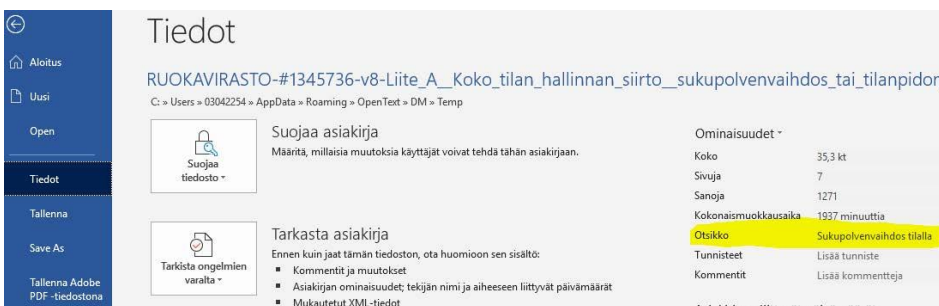 Tiedot
Aloitus
Uusi
Open
Tiedot
Tallenna
Save As
Tallenna Adobe
PDF -tiedostona
RUOKAVIRASTO-#1345736-v8-Liite_A__Koko_tilan_hallinnan_siirto__sukupolvenvaihdos_tai_tilanpidon
C: » Users » 03042254 » AppData » Roaming » OpenText » DM » Temp
Suojaa
tiedosto
Suojaa asiakirja
Määritä, millaisia muutoksia käyttäjät voivat tehdä tähän asiakirjaan.
Tarkista ongelmien
varalta
Tarkasta asiakirja
Ennen kuin jaat tämän tiedoston, ota huomioon sen sisältö:
▪ Kommentit ja muutokset
▪ Asiakirjan ominaisuudet; tekijän nimi ja aiheeseen liittyvät päivämäärät
▪ Mukautetut XML-tiedot
Ominaisuudet
Koko 35,3 kt
Sivuja 7
Sanoja 1271
Kokonaismuokkausaika 1937 minuuttia
Otsikko Sukupolvenvaihdos tilalla
Tunnisteet Lisää tunniste
Kommentit Lisää kommentteja